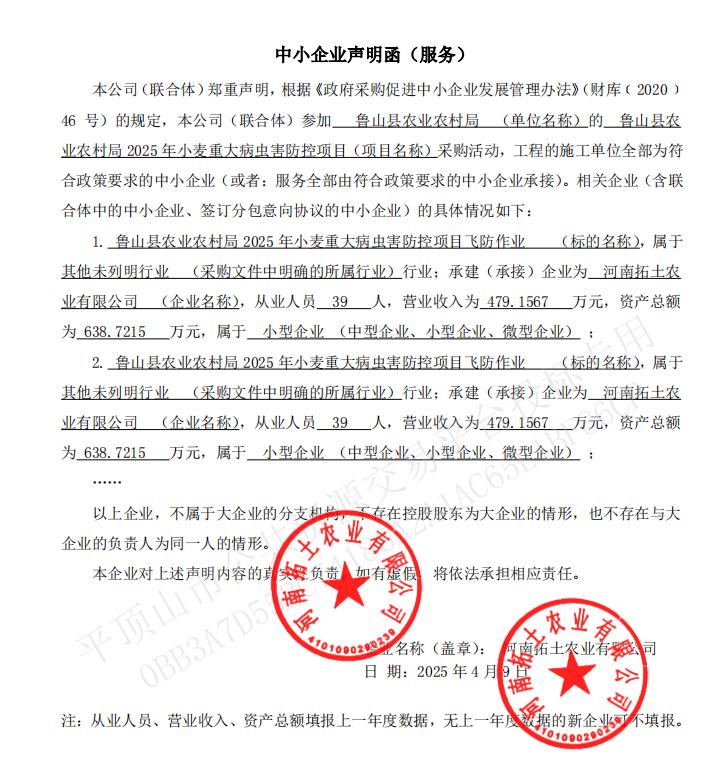 中小企业声明函（服务）
本公司（联合体）郑重声明，根据《政府采购促进中小企业发展管理办法》（财库﹝2020﹞
46 号）的规定，本公司（联合体）参加 鲁山县农业农村局 （单位名称）的 鲁山县农
业农村局 2025 年小麦重大病虫害防控项目（项目名称）采购活动，工程的施工单位全部为符
合政策要求的中小企业（或者：服务全部由符合政策要求的中小企业承接）。相关企业（含联
合体中的中小企业、签订分包意向协议的中小企业）的具体情况如下：
1. 鲁山县农业农村局 2025 年小麦重大病虫害防控项目飞防作业 （标的名称），属于
其他未列明行业 （采购文件中明确的所属行业）行业；承建（承接）企业为 河南拓土农
业有限公司 （企业名称），从业人员 39 人，营业收入为 479.1567 万元，资产总额
为 638.7215 万元，属于 小型企业 （中型企业、小型企业、微型企业） ；
2. 鲁山县农业农村局 2025 年小麦重大病虫害防控项目飞防作业 （标的名称），属于
其他未列明行业 （采购文件中明确的所属行业）行业；承建（承接）企业为 河南拓土农
业有限公司 （企业名称），从业人员 39 人，营业收入为 479.1567 万元，资产总额
为 638.7215 万元，属于 小型企业 （中型企业、小型企业、微型企业） ；
……
以上企业，不属于大企业的分支机构，不存在控股股东为大企业的情形，也不存在与大
企业的负责人为同一人的情形。
本企业对上述声明内容的真实性负责。如有虚假，将依法承担相应责任。
企业名称（盖章）： 河南拓土农业有限公司
日 期：2025 年 4 月 9 日
注：从业人员、营业收入、资产总额填报上一年度数据，无上一年度数据的新企业可不填报。
河南拓土农业有限公司
4101090290239
河南拓土农业有限公司
4101090290239